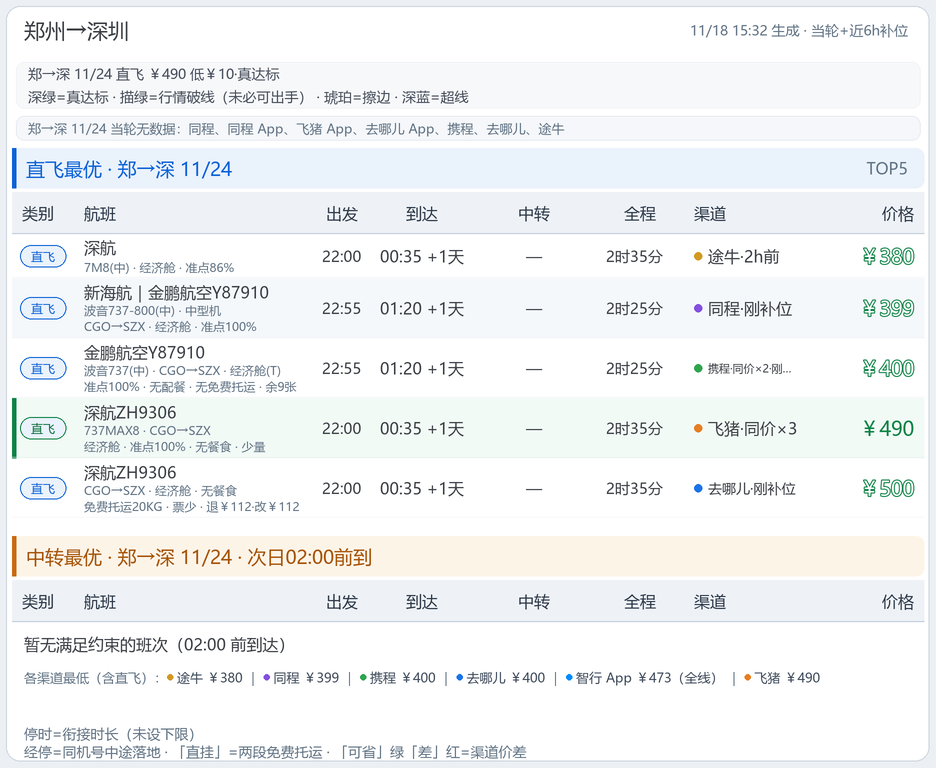 郑州→深圳
11/18 15:32 生成 · 当轮+近6h补位
郑→深 11/24 直飞 ¥490 低¥10·真达标
深绿=真达标 · 描绿=行情破线（未必可出手） · 琥珀=擦边 · 深蓝=超线
郑→深 11/24 当轮无数据：同程、同程 App、飞猪 App、去哪儿 App、携程、去哪儿、途牛
直飞最优 · 郑→深 11/24 TOP5
类别 航班 出发 到达 中转 全程 渠道 价格
直飞 深航 22:00 00:35 +1天 — 2时35分 途牛·2h前 ¥380
7M8(中) · 经济舱 · 准点86%
直飞 新海航｜金鹏航空Y87910 22:55 01:20 +1天 — 2时25分 同程·刚补位 ¥399
波音737-800(中) · 中型机
CGO→SZX · 经济舱 · 准点100%
直飞 金鹏航空Y87910 22:55 01:20 +1天 — 2时25分 携程·同价×2·刚... ¥400
波音737(中) · CGO→SZX · 经济舱(T)
准点100% · 无配餐 · 无免费托运 · 余9张
直飞 深航ZH9306 22:00 00:35 +1天 — 2时35分 飞猪·同价×3 ¥490
737MAX8 · CGO→SZX
经济舱 · 准点100% · 无餐食 · 少量
直飞 深航ZH9306 22:00 00:35 +1天 — 2时35分 去哪儿·刚补位 ¥500
CGO→SZX · 经济舱 · 无餐食
免费托运20KG · 票少 · 退¥112·改¥112
中转最优 · 郑→深 11/24 · 次日02:00前到
类别 航班 出发 到达 中转 全程 渠道 价格
暂无满足约束的班次（02:00 前到达）
各渠道最低（含直飞）: 途牛 ¥380 | 同程 ¥399 | 携程 ¥400 | 去哪儿 ¥400 | 智行 App ¥473（全线） | 飞猪 ¥490
停时=衔接时长（未设下限）
经停=同机号中途落地 · 「直挂」=两段免费托运 · 「可省」绿「差」红=渠道价差